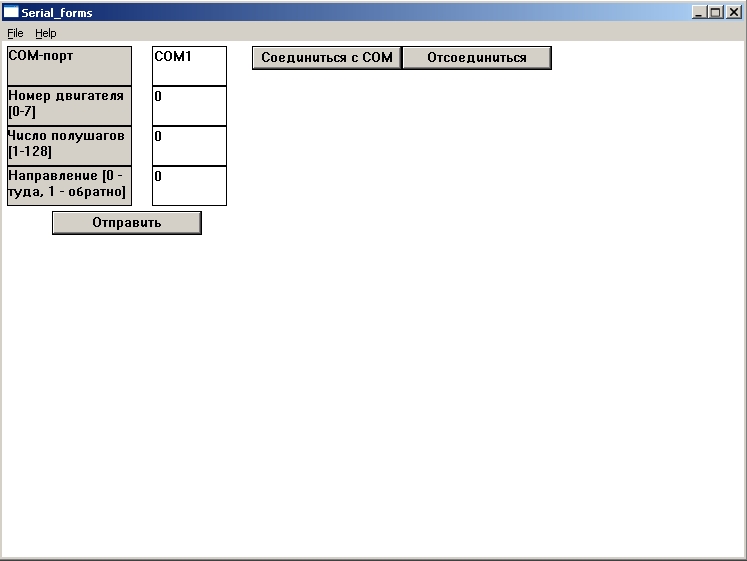 Serial_forms
File Help
COM-порт
COM1
Соединиться с COM
Отсоединиться
Номер двигателя
[0-7]
0
Число полушагов
[1-128]
0
Направление [0 -
туда, 1 - обратно]
0
Отправить